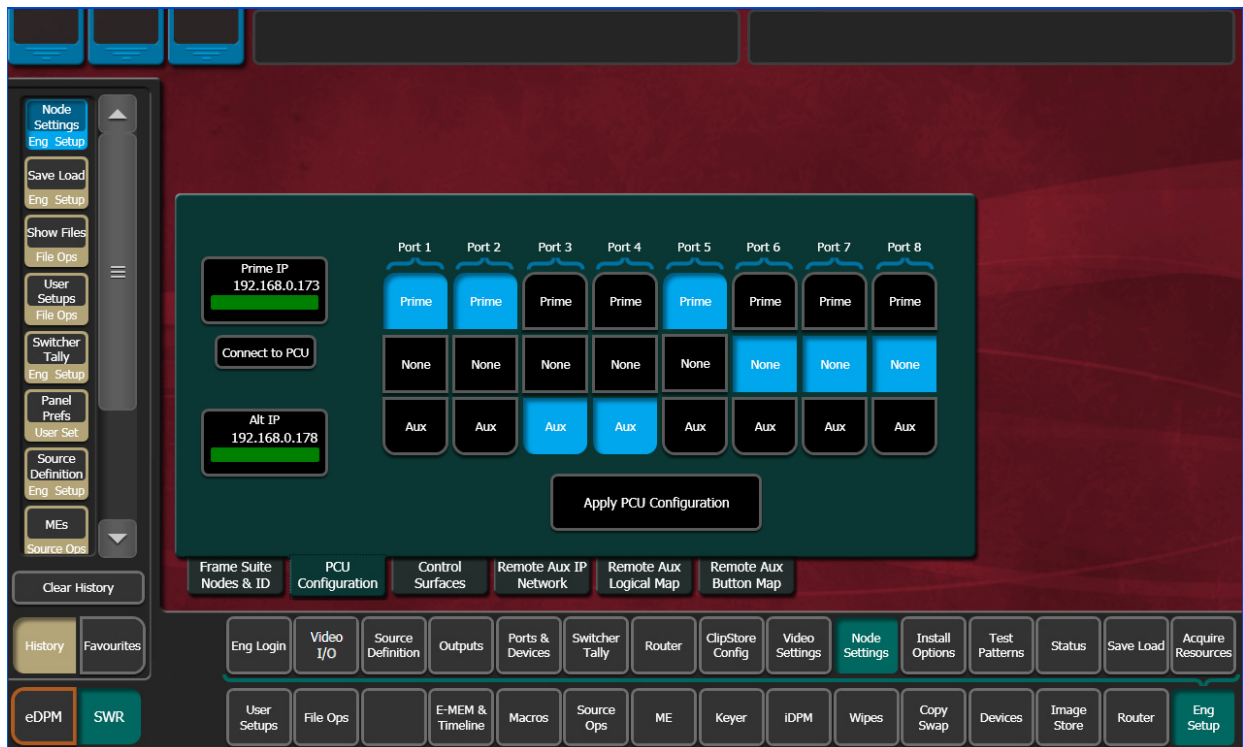 Node
Settings
Eng Setup
Save Load
Eng Setup
Show Files
File Ops
User
Setups
File Ops
Switcher
Tally
Eng Setup
Panel
Prefs
User Set
Source
Definition
Eng Setup
MEs
Source Ops
Clear History
History
Favourites
eDPM
SWR
Port 1
Port 2
Port 3
Port 4
Port 5
Port 6
Port 7
Port 8
Prime IP
192.168.0.173
Prime
Prime
Prime
Prime
Prime
Prime
Prime
Prime
Connect to PCU
None
None
None
None
None
None
None
None
Alt IP
192.168.0.178
Aux
Aux
Aux
Aux
Aux
Aux
Aux
Aux
Apply PCU Configuration
Frame Suite
Nodes & ID
PCU
Configuration
Control
Surfaces
Remote Aux IP
Network
Remote Aux
Logical Map
Remote Aux
Button Map
Eng Login
Video
I/O
Source
Definition
Outputs
Ports &
Devices
Switcher
Tally
Router
ClipStore
Config
Video
Settings
Node
Settings
Install
Options
Test
Patterns
Status
Save Load
Acquire
Resources
User
Setups
File Ops
E-MEM &
Timeline
Macros
Source
Ops
ME
Keyer
iDPM
Wipes
Copy
Swap
Devices
Image
Store
Router
Eng
Setup